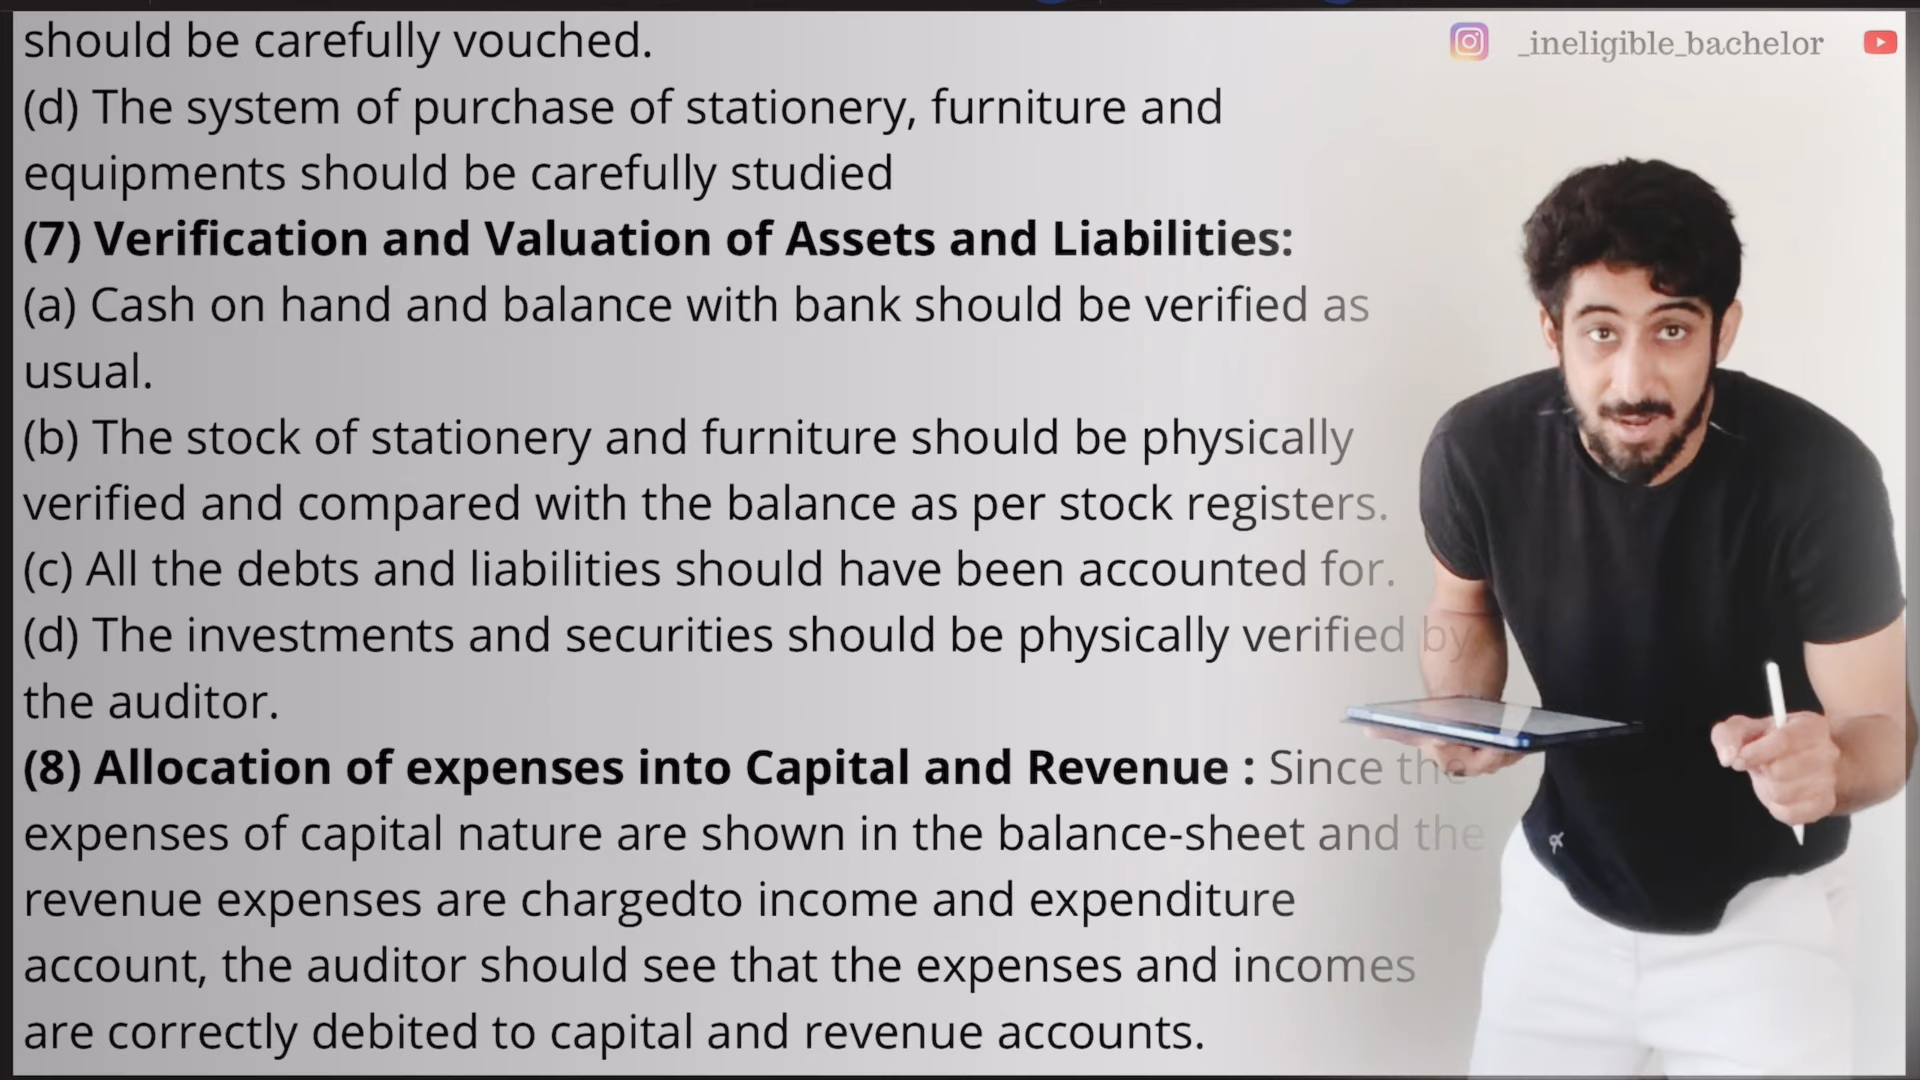 should be carefully vouched.
_ineligible_bachelor
(d) The system of purchase of stationery, furniture and
equipments should be carefully studied
(7) Verification and Valuation of Assets and Liabilities:
(a) Cash on hand and balance with bank should be verified as
usual.
(b) The stock of stationery and furniture should be physically
verified and compared with the balance as per stock registers.
(c) All the debts and liabilities should have been accounted for.
(d) The investments and securities should be physically verified by
the auditor.
(8) Allocation of expenses into Capital and Revenue : Since the
expenses of capital nature are shown in the balance-sheet and the
revenue expenses are chargedto income and expenditure
account, the auditor should see that the expenses and incomes
are correctly debited to capital and revenue accounts.